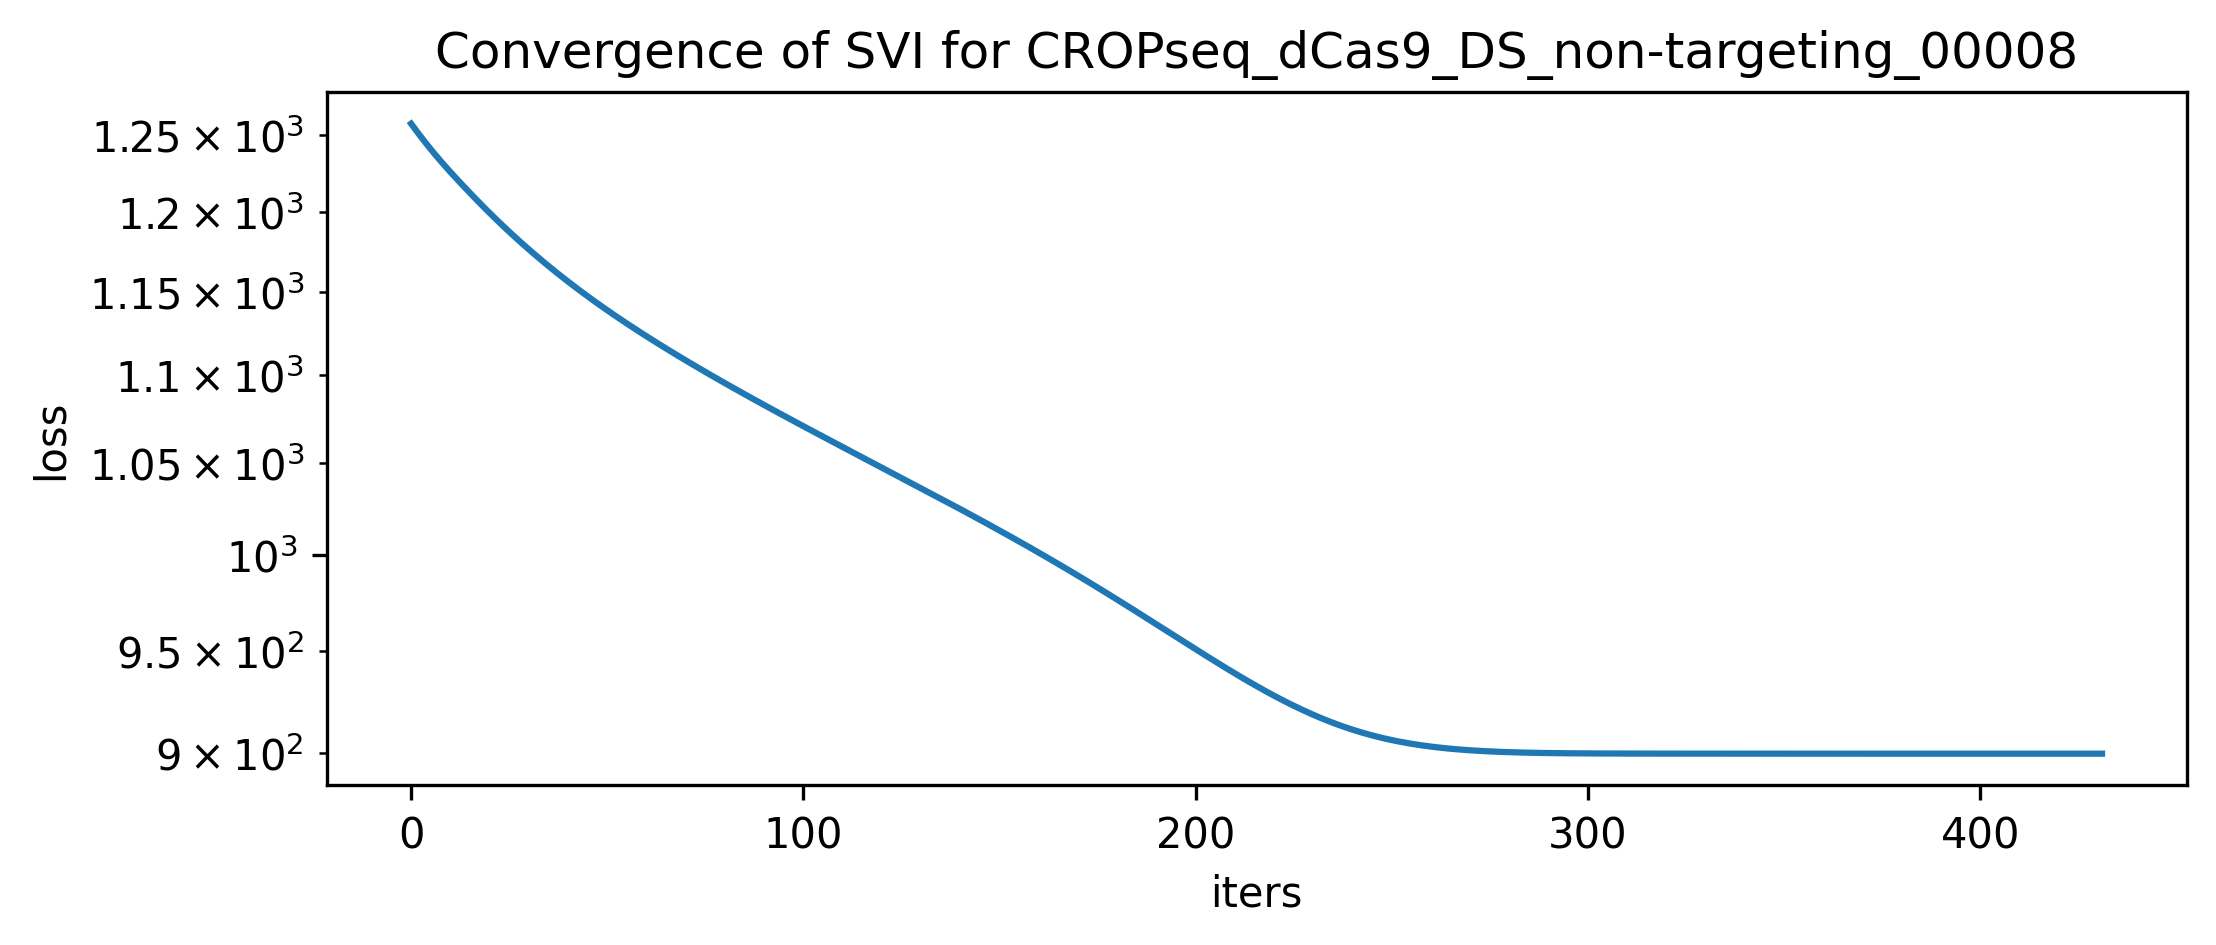 Convergence of SVI for CROPseq_dCas9_DS_non-targeting_00008
1.25 × 10³
1.2 × 10³
1.15 × 10³
1.1 × 10³
1.05 × 10³
10³
9.5 × 10²
9 × 10²
loss
0 100 200 300 400
iters